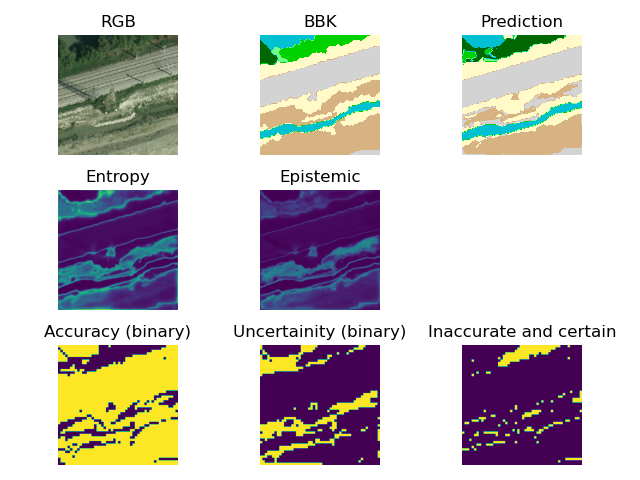 RGB
BBK
Prediction
Entropy
Epistemic
Accuracy (binary)
Uncertainity (binary)
Inaccurate and certain